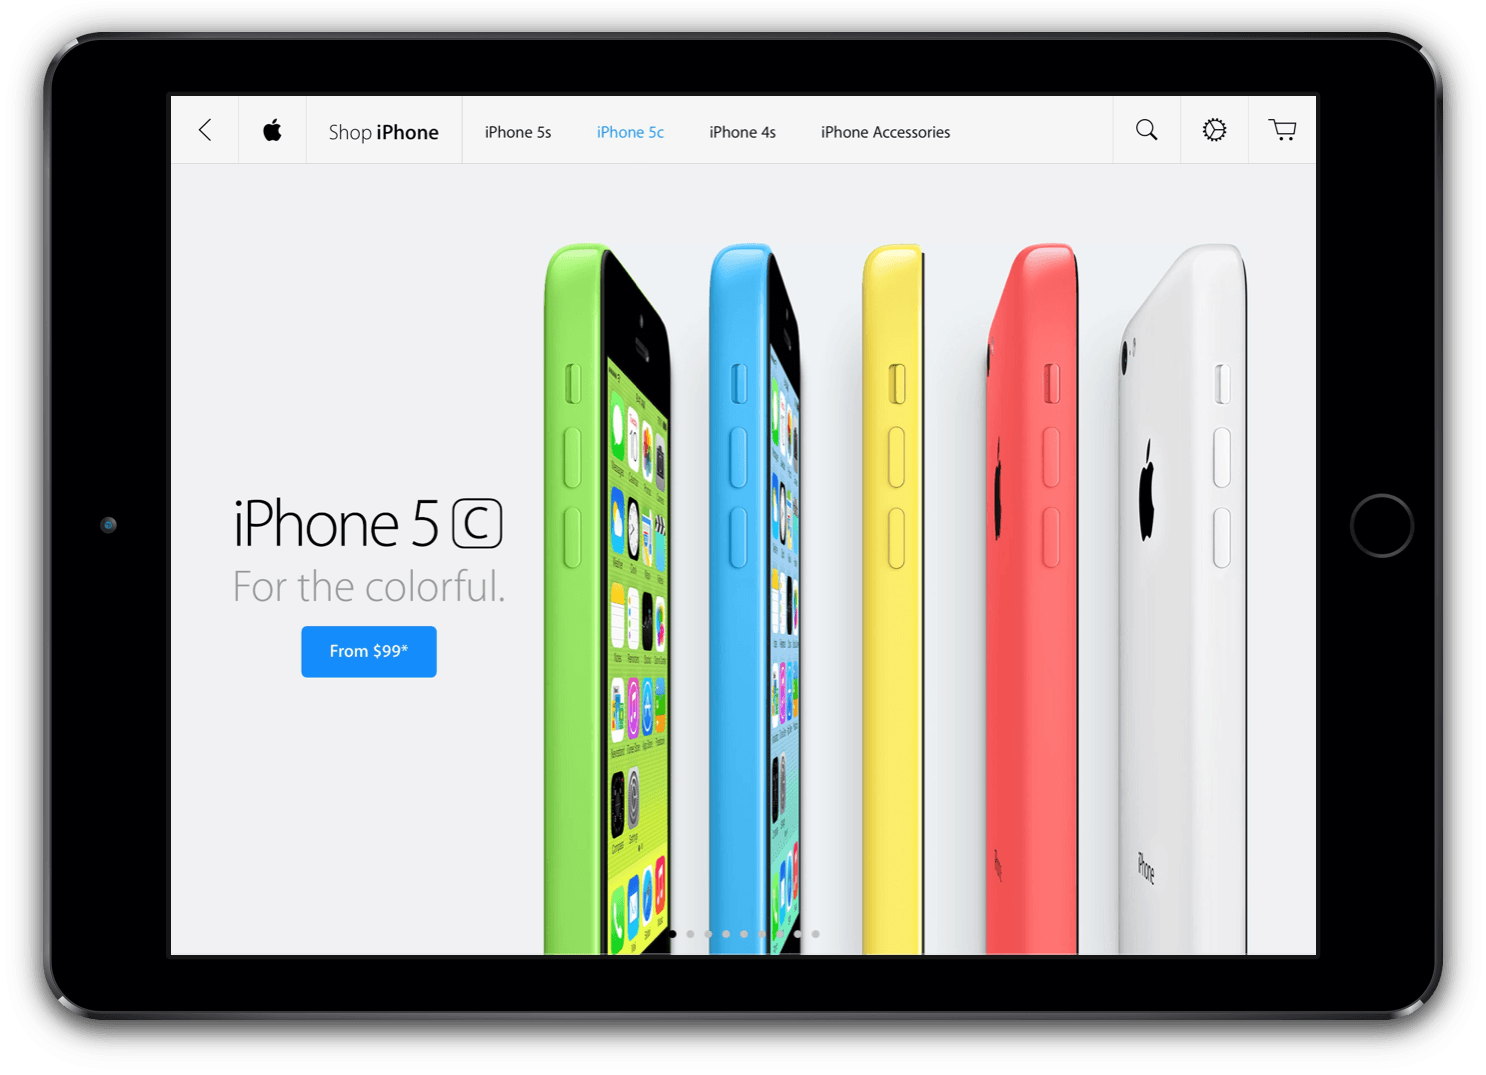 Shop iPhone
iPhone 5s
iPhone 5c
iPhone 4s
iPhone Accessories
iPhone 5 C
For the colorful.
From $99*
iPhone